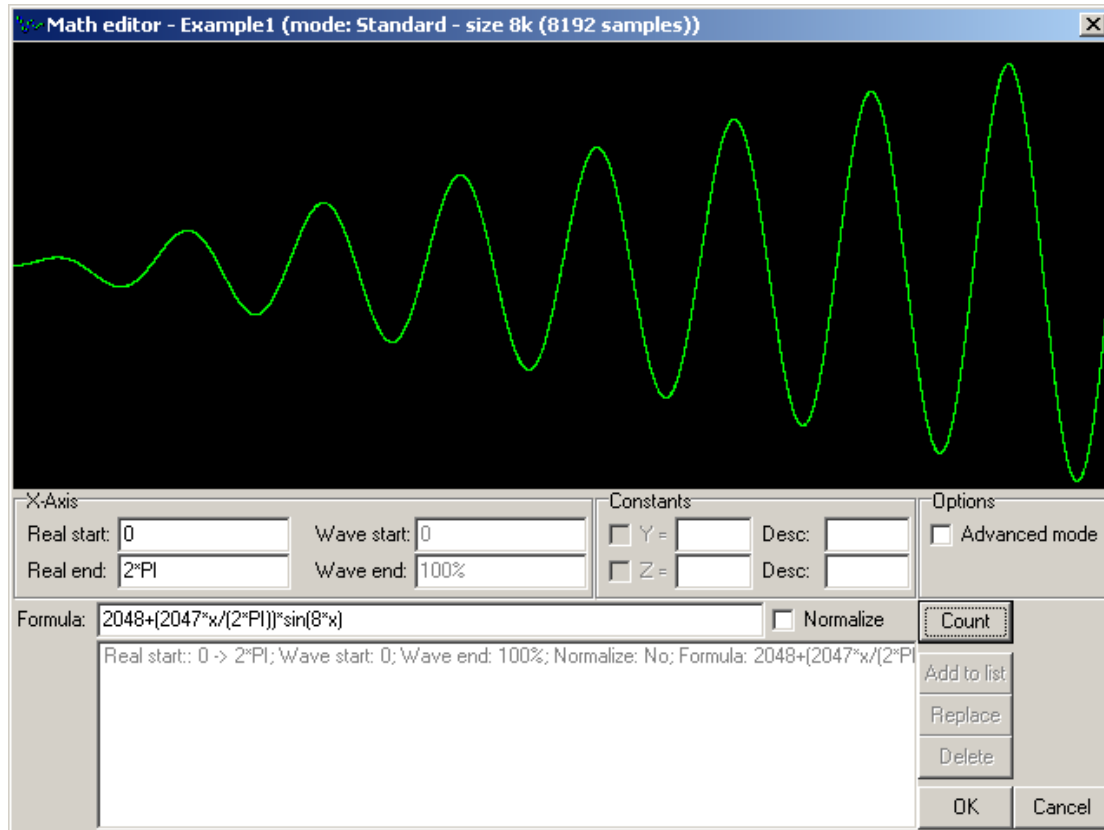 Math editor - Example1 (mode: Standard - size 8k (8192 samples))
X-Axis
Constants
Options
Real start: 0
Wave start: 0
Y =
Desc:
Advanced mode
Real end: 2*PI
Wave end: 100%
Z =
Desc:
Formula: 2048+(2047*x/(2*PI))*sin(8*x)
Normalize
Count
Real start:: 0 -> 2*PI; Wave start: 0; Wave end: 100%; Normalize: No; Formula: 2048+(2047*x/(2*PI
Add to list
Replace
Delete
OK
Cancel